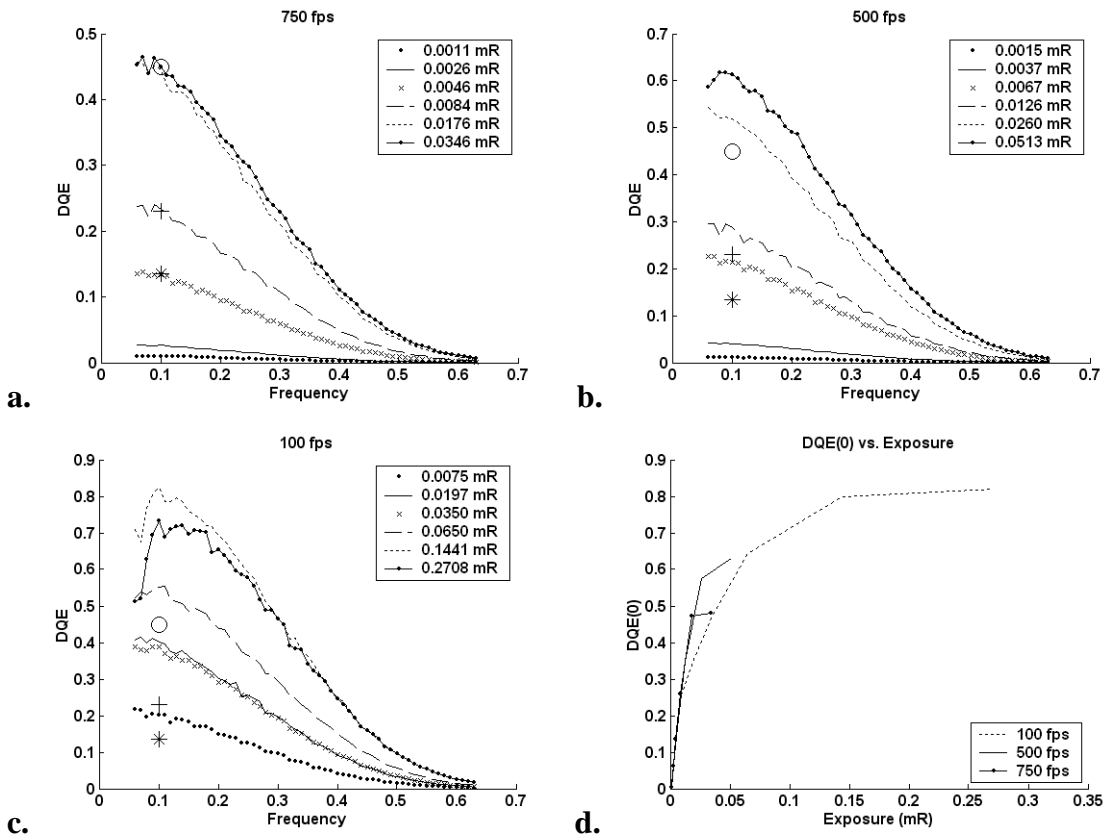 750 fps
0.5
0.4
0.3
0.2
0.1
0
DQE
0 0.1 0.2 0.3 0.4 0.5 0.6 0.7
Frequency
0.0011 mR
0.0026 mR
0.0046 mR
0.0084 mR
0.0176 mR
0.0346 mR
a.
500 fps
0.7
0.6
0.5
0.4
0.3
0.2
0.1
0
DQE
0 0.1 0.2 0.3 0.4 0.5 0.6 0.7
Frequency
0.0015 mR
0.0037 mR
0.0067 mR
0.0126 mR
0.0260 mR
0.0513 mR
b.
100 fps
0.9
0.8
0.7
0.6
0.5
0.4
0.3
0.2
0.1
0
DQE
0 0.1 0.2 0.3 0.4 0.5 0.6 0.7
Frequency
0.0075 mR
0.0197 mR
0.0350 mR
0.0650 mR
0.1441 mR
0.2708 mR
c.
DQE(0) vs. Exposure
0.9
0.8
0.7
0.6
0.5
0.4
0.3
0.2
0.1
0
DQE(0)
0 0.05 0.1 0.15 0.2 0.25 0.3 0.35
Exposure (mR)
100 fps
500 fps
750 fps
d.